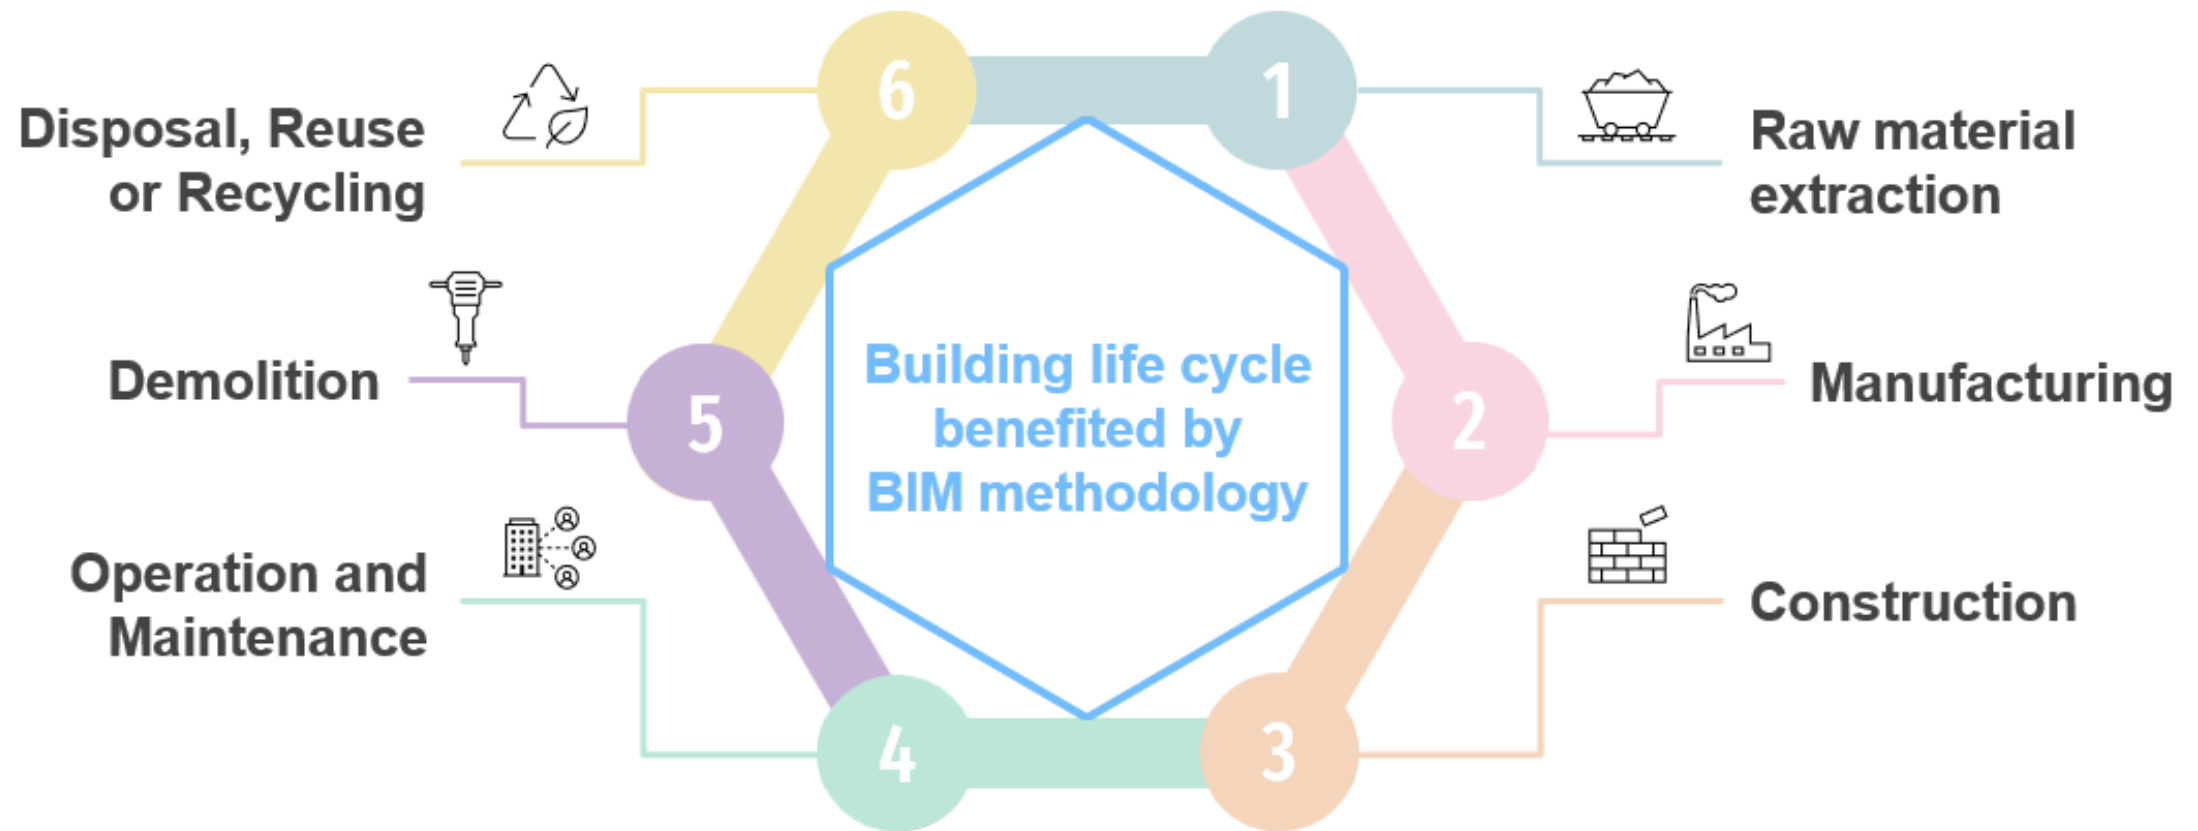 6
1
Disposal, Reuse
or Recycling
Raw material
extraction
Building life cycle
benefited by
BIM methodology
Demolition
5
2
Manufacturing
Operation and
Maintenance
Construction
4
3